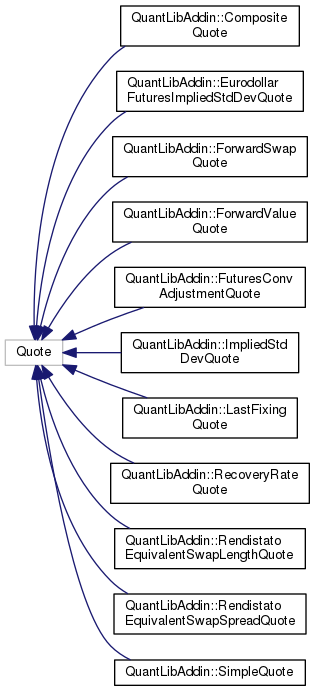 QuantLibAddin::Composite
Quote
QuantLibAddin::Eurodollar
FuturesImpliedStdDevQuote
QuantLibAddin::ForwardSwap
Quote
QuantLibAddin::ForwardValue
Quote
QuantLibAddin::FuturesConv
AdjustmentQuote
Quote
QuantLibAddin::ImpliedStd
DevQuote
QuantLibAddin::LastFixing
Quote
QuantLibAddin::RecoveryRate
Quote
QuantLibAddin::Rendistato
EquivalentSwapLengthQuote
QuantLibAddin::Rendistato
EquivalentSwapSpreadQuote
QuantLibAddin::SimpleQuote